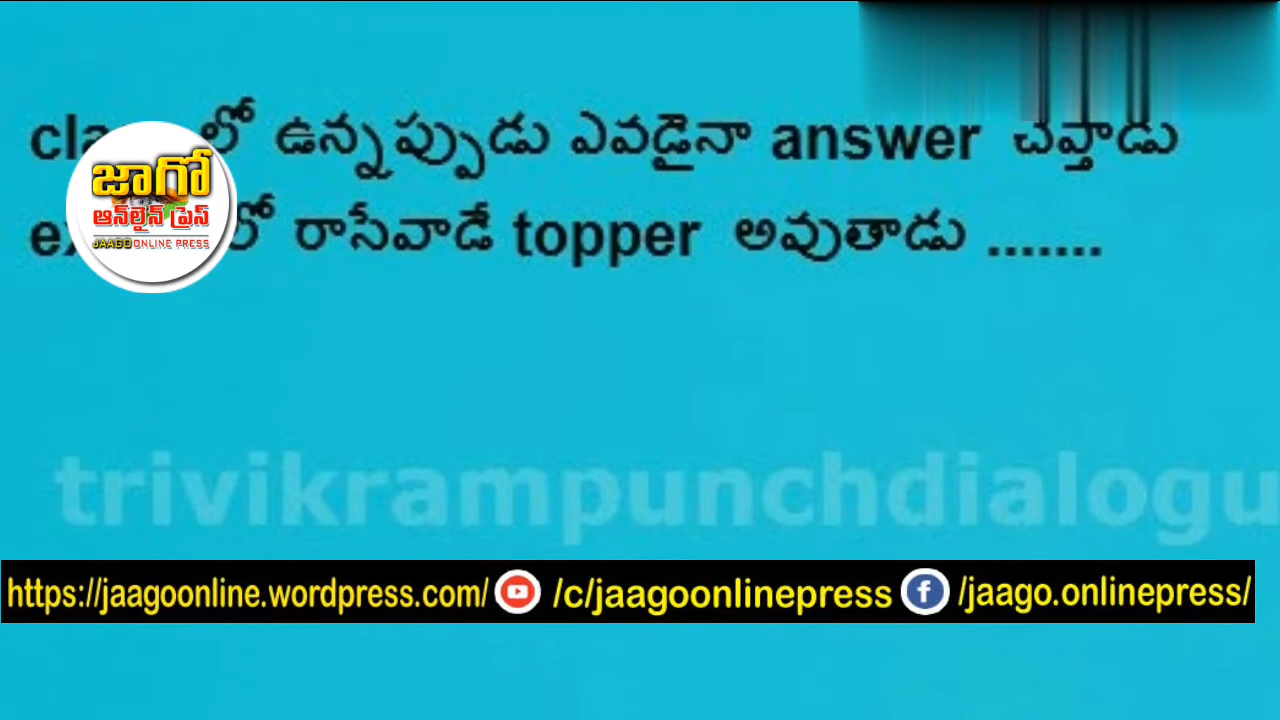 లో ఉన్నప్పుడు ఎవడైనా answer చెప్తాడు
లో రాసేవాడే topper అవుతాడు .......
జాగో
ఆన్‌లైన్ ప్రెస్
JAAGO ONLINE PRESS
trivikrampunchdialogu
https://jaagoonline.wordpress.com/ /c/jaagoonlinepress /jaago.onlinepress/